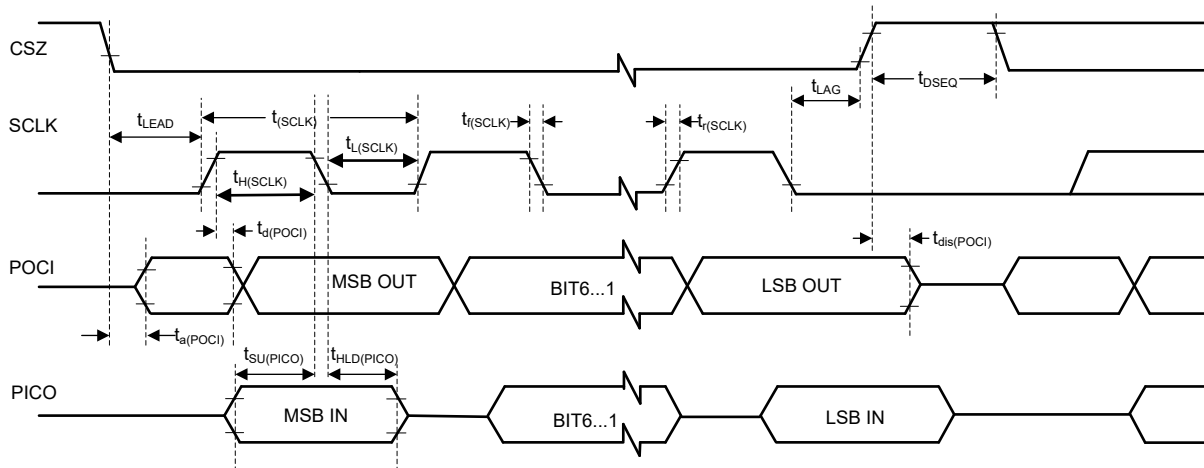 CSZ
tLAG
tDSEQ
SCLK
tLEAD
t(SCLK)
tf(SCLK)
tr(SCLK)
tL(SCLK)
tH(SCLK)
td(POCI)
tdis(POCI)
POCI
MSB OUT
BIT6...1
LSB OUT
ta(POCI)
tSU(PICO)
tHLD(PICO)
PICO
MSB IN
BIT6...1
LSB IN